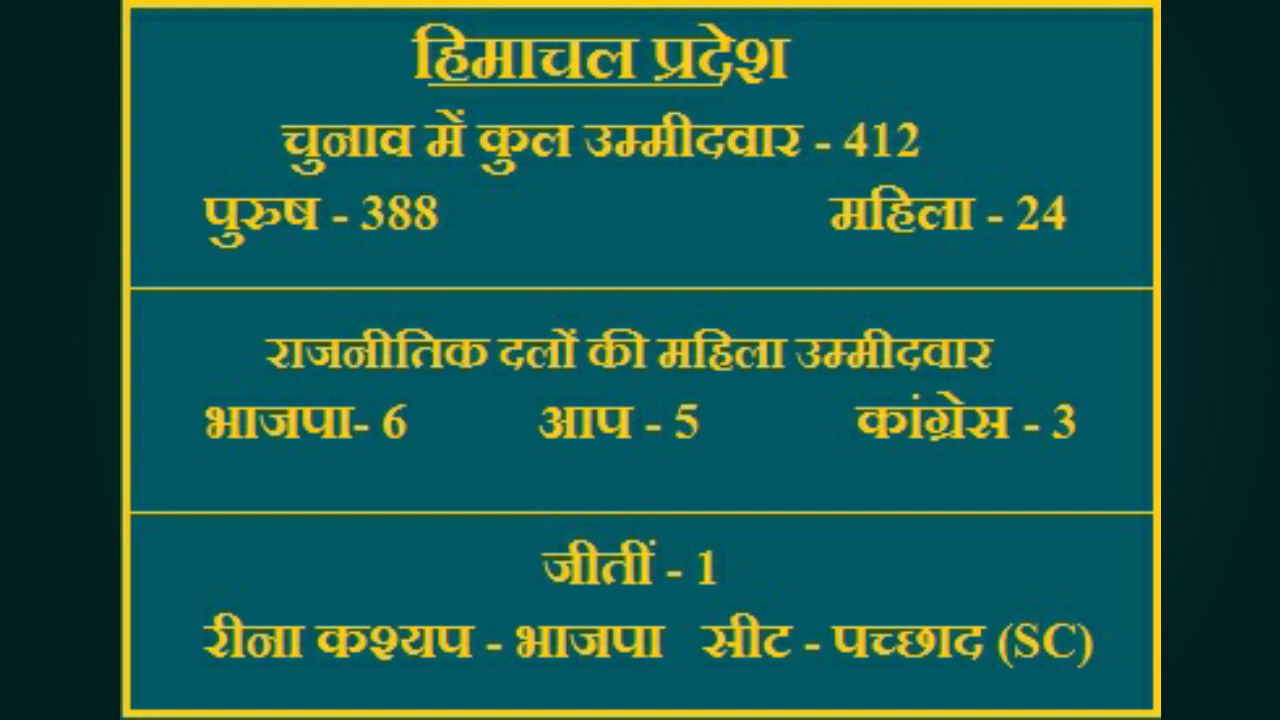 हिमाचल प्रदेश
चुनाव में कुल उम्मीदवार - 412
पुरुष - 388 महिला - 24
राजनीतिक दलों की महिला उम्मीदवार
भाजपा- 6 आप - 5 कांग्रेस - 3
जीतीं - 1
रीना कश्यप - भाजपा सीट - पच्छाद (SC)